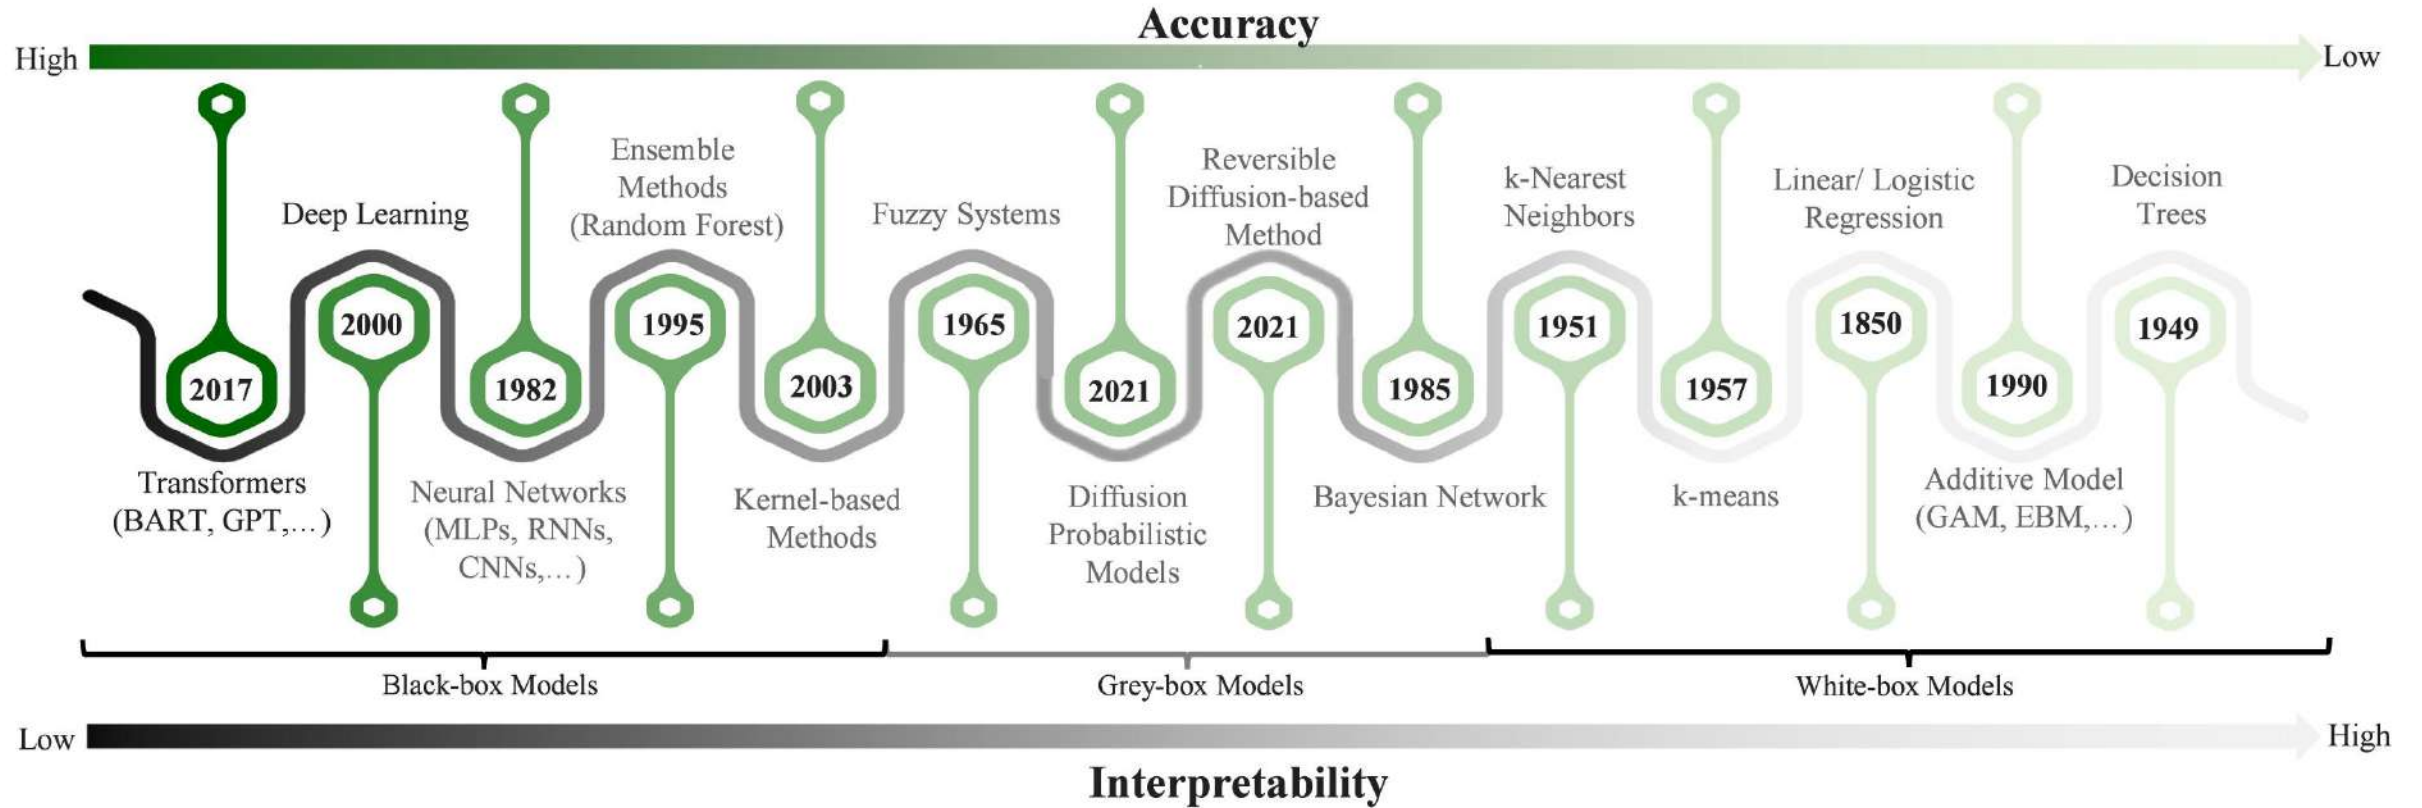 Accuracy
High
Low
Deep Learning
Ensemble
Methods
(Random Forest)
Fuzzy Systems
Reversible
Diffusion-based
Method
k-Nearest
Neighbors
Linear/ Logistic
Regression
Decision
Trees
2017
2000
1982
1995
2003
1965
2021
2021
1985
1951
1957
1850
1990
1949
Transformers
(BART, GPT,...)
Neural Networks
(MLPs, RNNs,
CNNs,...)
Kernel-based
Methods
Diffusion
Probabilistic
Models
Bayesian Network
k-means
Additive Model
(GAM, EBM,...)
Black-box Models
Grey-box Models
White-box Models
Low
High
Interpretability